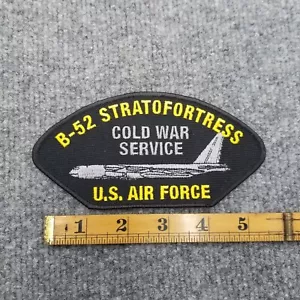 B-52 STRATOFORTRESS
COLD WAR
SERVICE
U.S. AIR FORCE
1 2 3 4 5